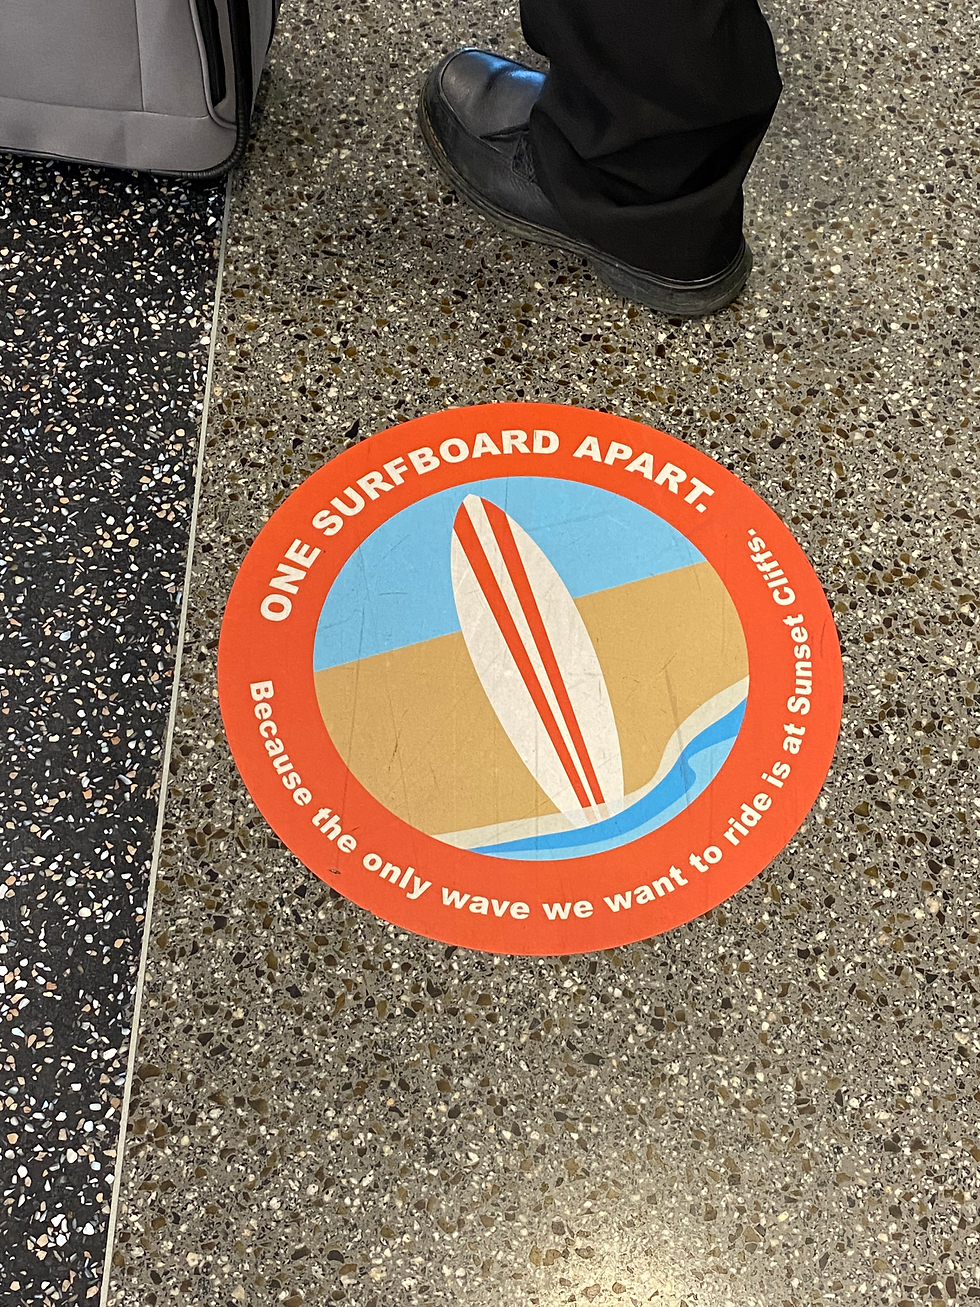 ONE SURFBOARD APART.
Because the only wave we want to ride is at Sunset Cliffs.